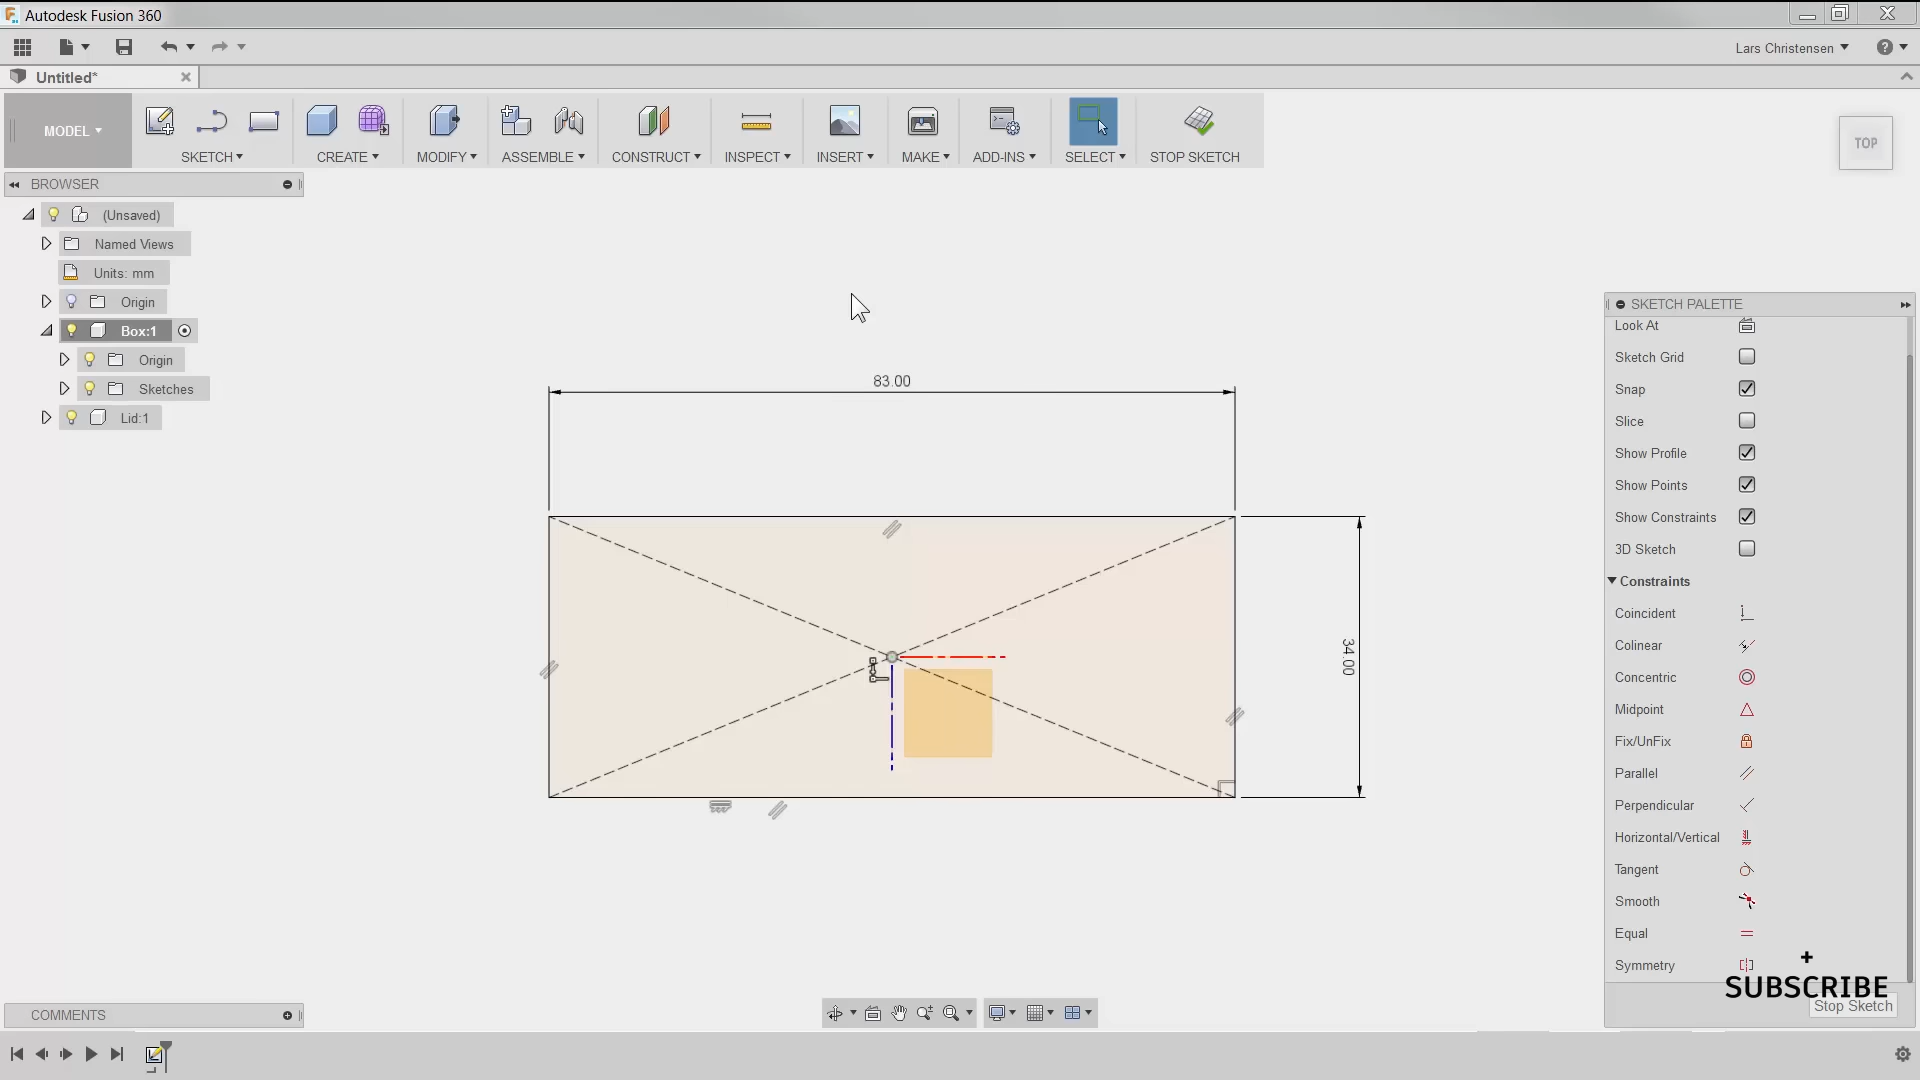 Autodesk Fusion 360
Lars Christensen
Untitled*
MODEL
SKETCH
CREATE
MODIFY
ASSEMBLE
CONSTRUCT
INSPECT
INSERT
MAKE
ADD-INS
SELECT
STOP SKETCH
TOP
BROWSER
(Unsaved)
Named Views
Units: mm
Origin
Box:1
Origin
Sketches
Lid:1
83.00
34.00
SKETCH PALETTE
Look At
Sketch Grid
Snap
Slice
Show Profile
Show Points
Show Constraints
3D Sketch
Constraints
Coincident
Colinear
Concentric
Midpoint
Fix/UnFix
Parallel
Perpendicular
Horizontal/Vertical
Tangent
Smooth
Equal
Symmetry
+
SUBSCRIBE
Stop Sketch
COMMENTS